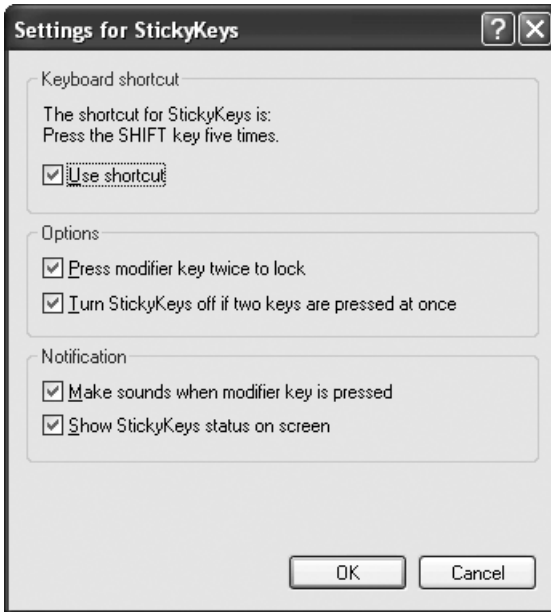 Settings for StickyKeys
Keyboard shortcut
The shortcut for StickyKeys is:
Press the SHIFT key five times.
Use shortcut
Options
Press modifier key twice to lock
Turn StickyKeys off if two keys are pressed at once
Notification
Make sounds when modifier key is pressed
Show StickyKeys status on screen
OK
Cancel